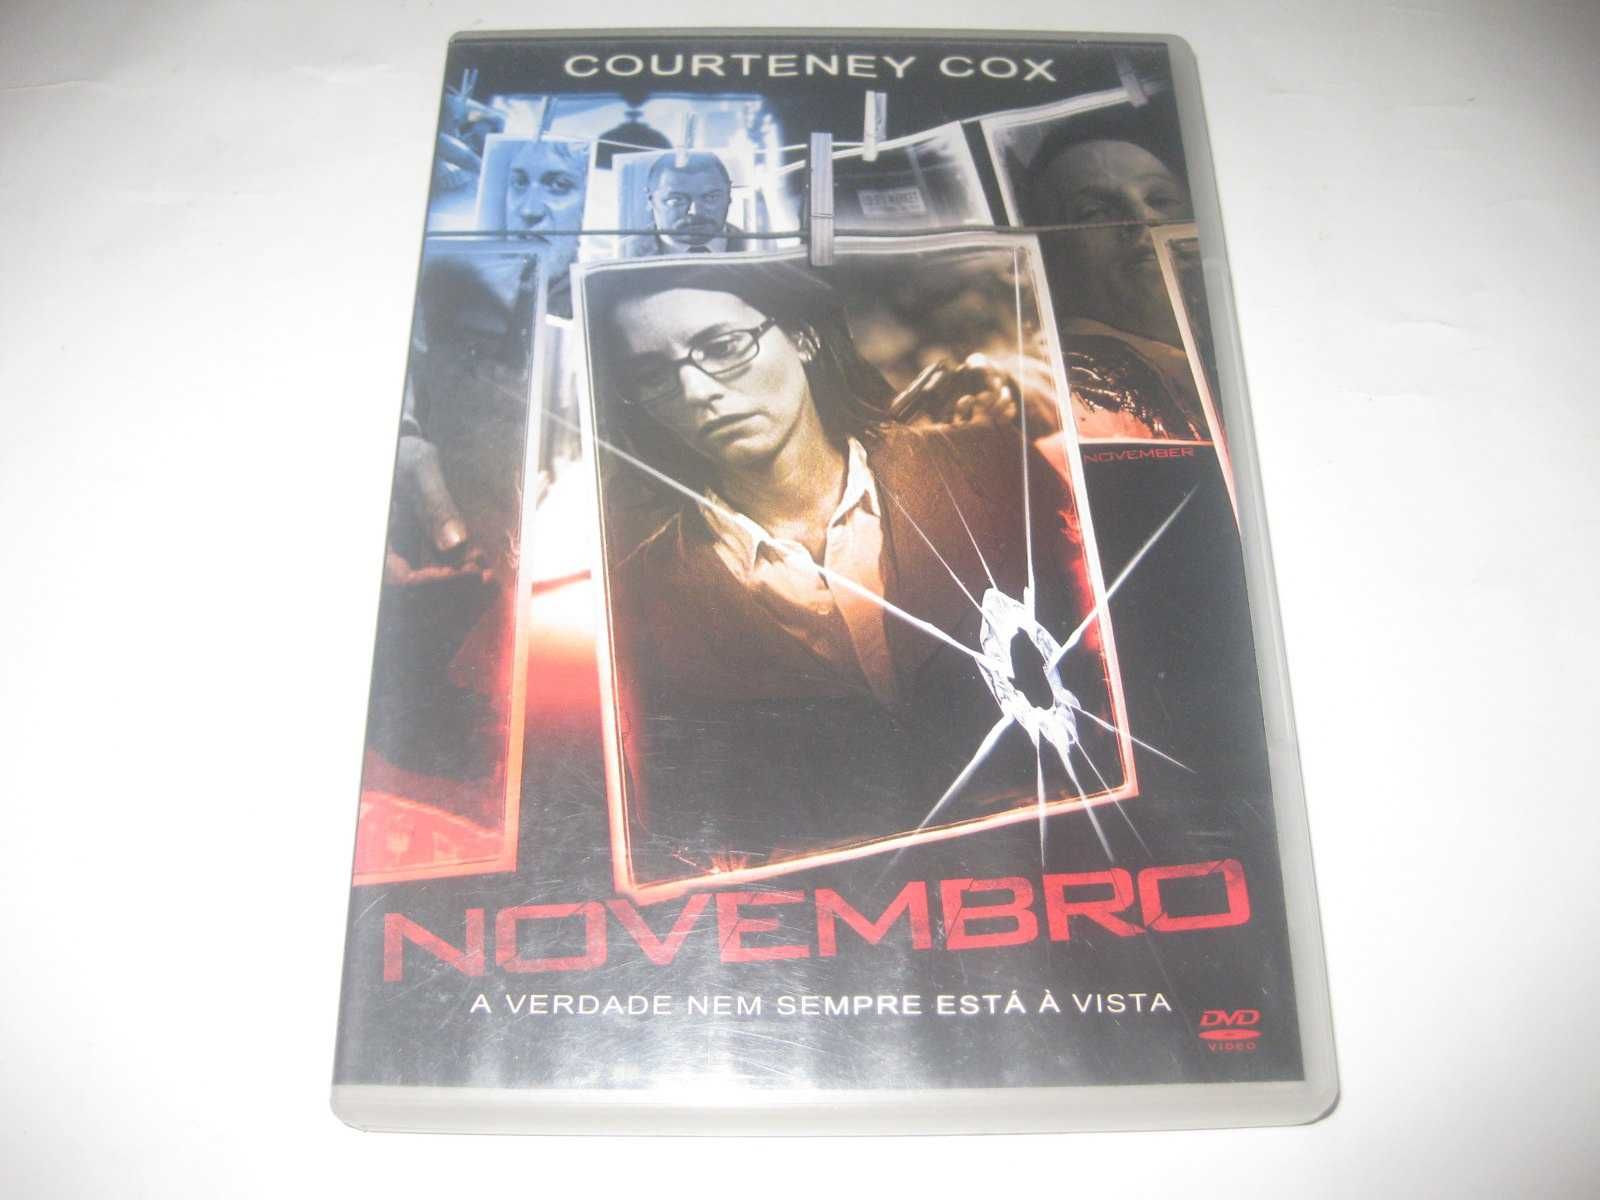 COURTENEY COX
NOVEMBER
NOVEMBRO
A VERDADE NEM SEMPRE ESTÁ À VISTA
DVD
VIDEO